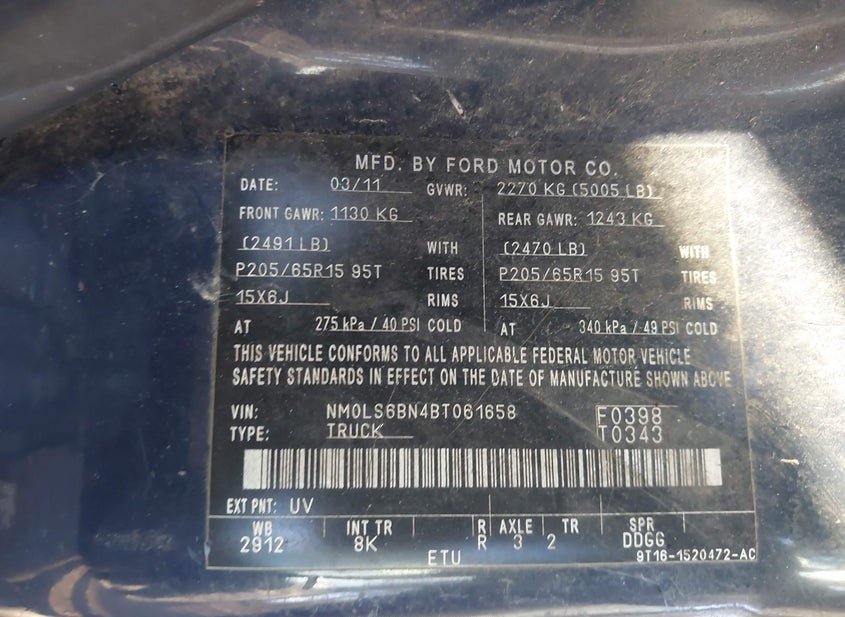 MFD. BY FORD MOTOR CO.
DATE: 03/11 GVWR: 2270 KG (5005 LB)
FRONT GAWR: 1130 KG REAR GAWR: 1243 KG
(2491 LB) WITH (2470 LB) WITH
P205/65R15 95T TIRES P205/65R15 95T TIRES
15X6J RIMS 15X6J RIMS
AT 275 kPa / 40 PSI COLD AT 340 kPa / 49 PSI COLD
THIS VEHICLE CONFORMS TO ALL APPLICABLE FEDERAL MOTOR VEHICLE
SAFETY STANDARDS IN EFFECT ON THE DATE OF MANUFACTURE SHOWN ABOVE
VIN: NM0LS6BN4BT061658 F0398
TYPE: TRUCK T0343
EXT PNT: UV
WB INT TR R AXLE TR SPR
2912 8K R 3 2 DDGG
ETU 9T16-1520472-AC